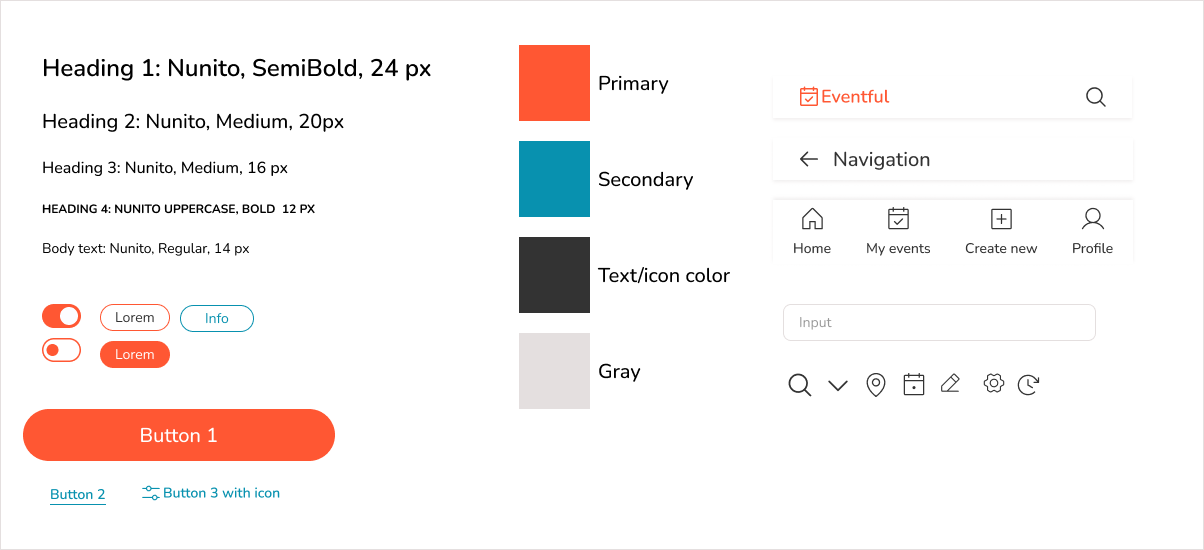 Heading 1: Nunito, SemiBold, 24 px
Heading 2: Nunito, Medium, 20px
Heading 3: Nunito, Medium, 16 px
HEADING 4: NUNITO UPPERCASE, BOLD  12 PX
Body text: Nunito, Regular, 14 px
Lorem
Info
Lorem
Button 1
Button 2
Button 3 with icon
Primary
Secondary
Text/icon color
Gray
Eventful
Navigation
Home
My events
Create new
Profile
Input